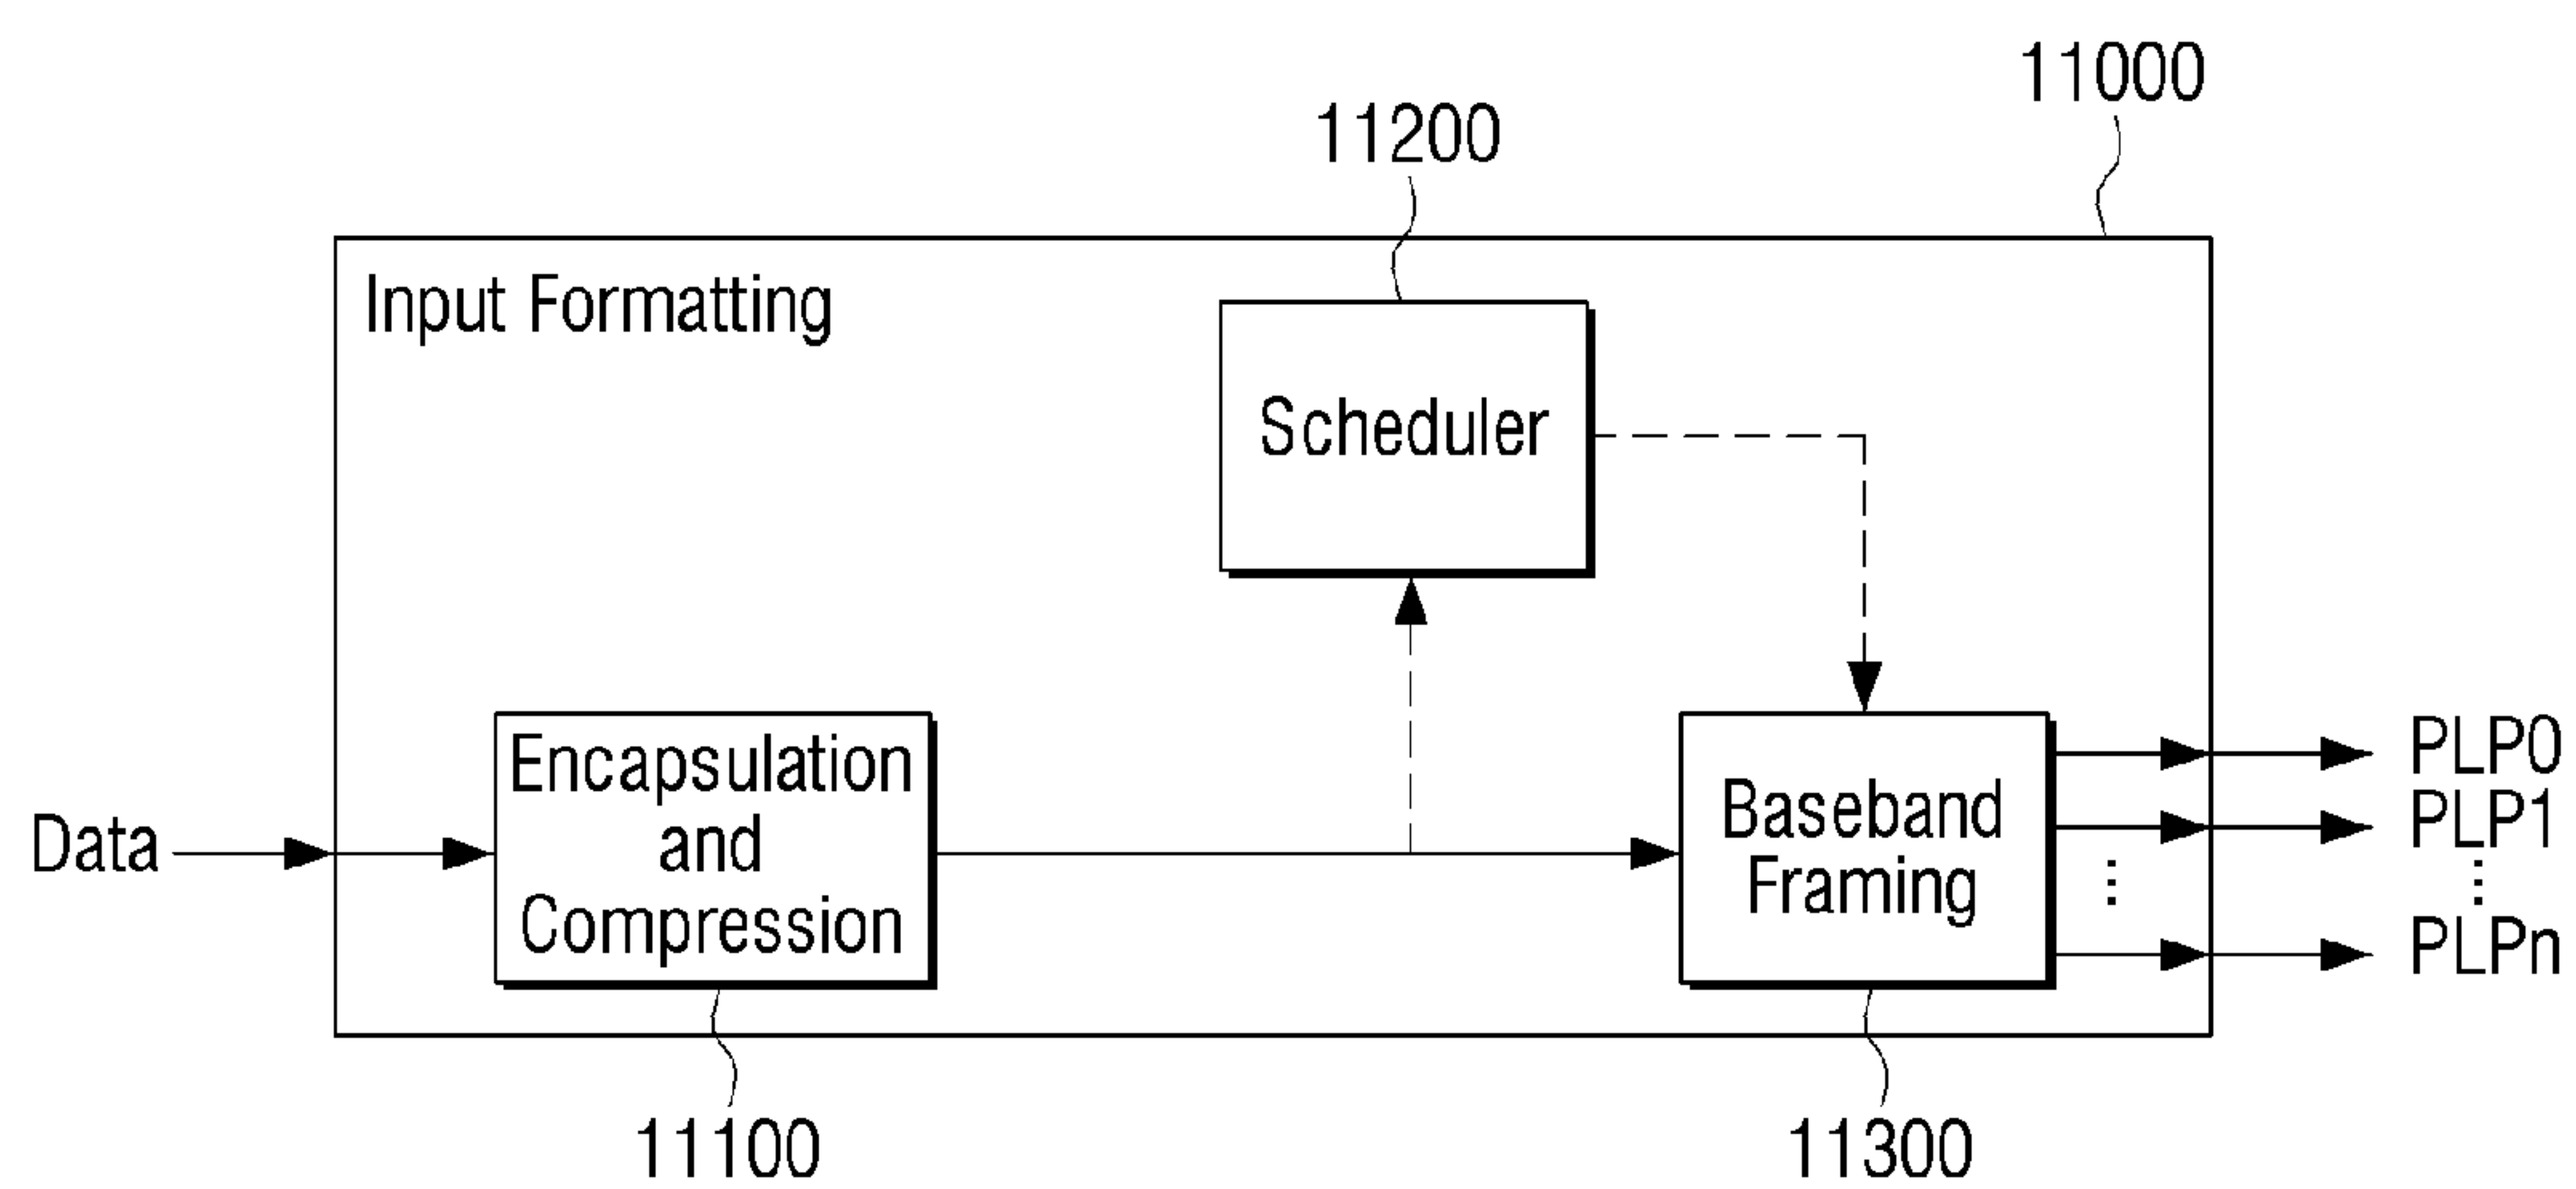 11000
11200
Input Formatting
Scheduler
Encapsulation
and
Compression
Data
Baseband
Framing
PLP0
PLP1
⋮
⋮
PLPn
11100
11300